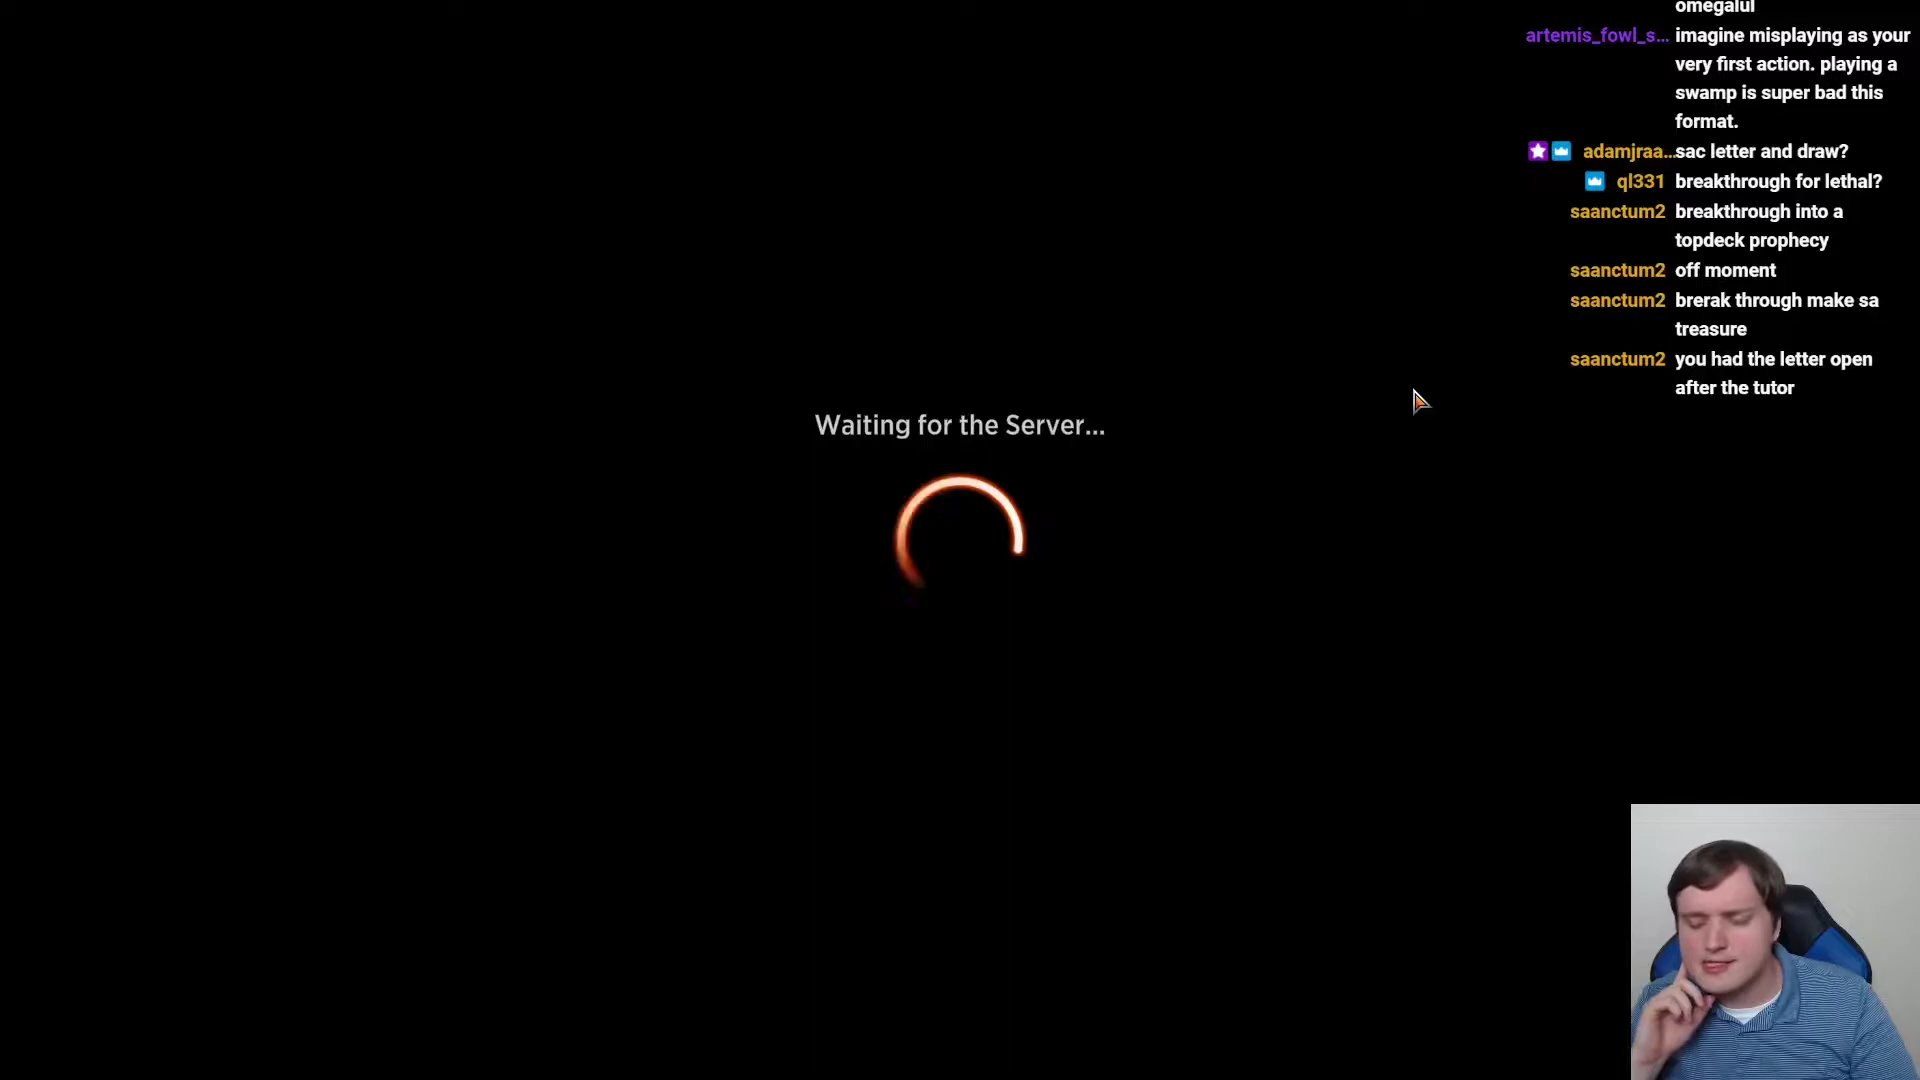 omegalul
artemis_fowl_s... imagine misplaying as your
very first action. playing a
swamp is super bad this
format.
adamjraa... sac letter and draw?
ql331 breakthrough for lethal?
saanctum2 breakthrough into a
topdeck prophecy
saanctum2 off moment
saanctum2 brerak through make sa
treasure
saanctum2 you had the letter open
after the tutor
Waiting for the Server...